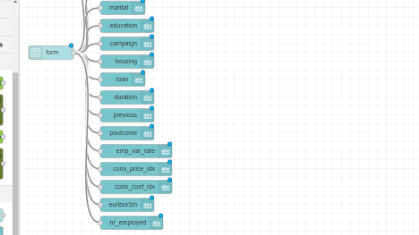 marital
education
campaign
form
housing
loan
duration
previous
poutcome
emp_var_rate
cons_price_idx
cons_conf_idx
euribor3m
nr_employed